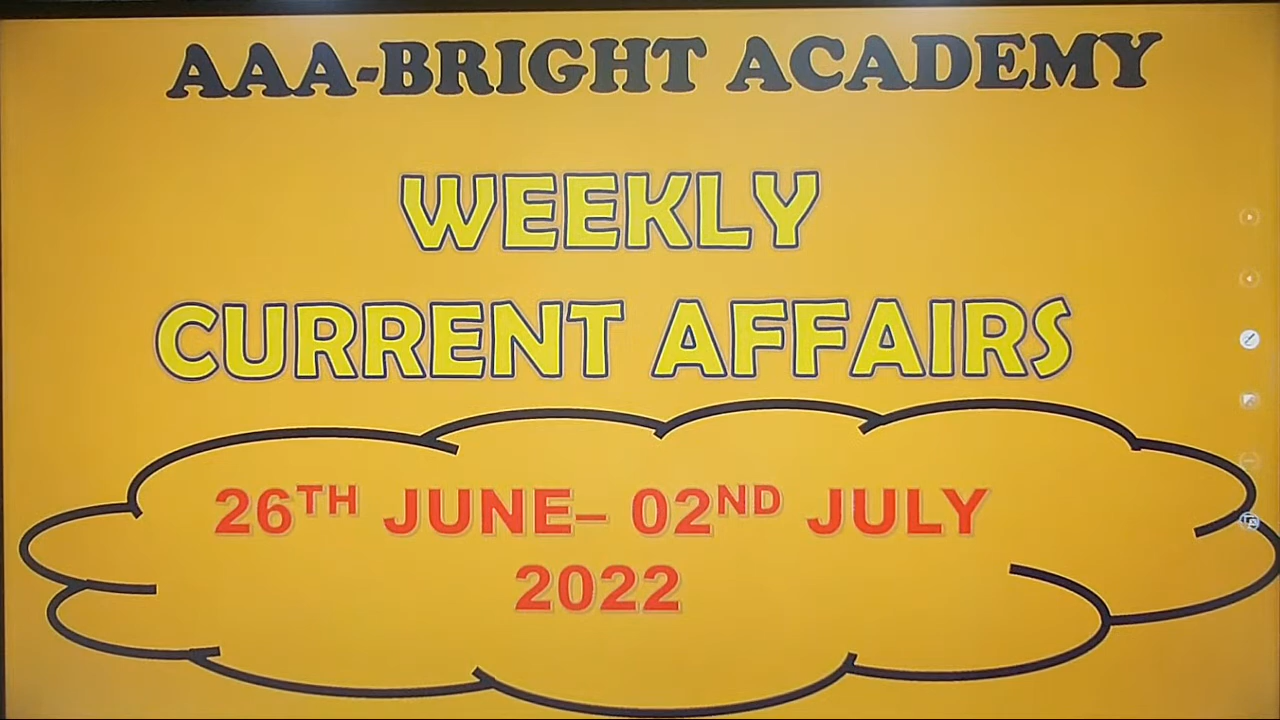 AAA-BRIGHT ACADEMY
WEEKLY
CURRENT AFFAIRS
26TH JUNE– 02ND JULY
2022